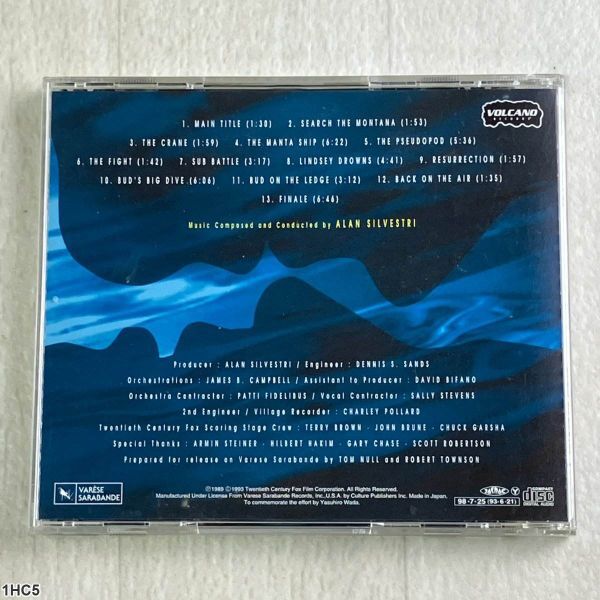 VOLCANO
RECORDS
1. MAIN TITLE (1:30) 2. SEARCH THE MONTANA (1:53)
3. THE CRANE (1:59) 4. THE MANTA SHIP (6:22) 5. THE PSEUDOPOD (5:36)
6. THE FIGHT (1:42) 7. SUB BATTLE (3:17) 8. LINDSEY DROWNS (4:41) 9. RESURRECTION (1:57)
10. BUD'S BIG DIVE (6:06) 11. BUD ON THE LEDGE (3:12) 12. BACK ON THE AIR (1:35)
13. FINALE (6:46)
Music Composed and Conducted by ALAN SILVESTRI
Producer : ALAN SILVESTRI / Engineer : DENNIS S. SANDS
Orchestrations : JAMES B. CAMPBELL / Assistant to Producer : DAVID BIFANO
Orchestra Contractor : PATTI FIDELIBUS / Vocal Contractor : SALLY STEVENS
2nd Engineer / Village Recorder : CHARLEY POLLARD
Twentieth Century Fox Scoring Stage Crew : TERRY BROWN · JOHN BRUNE · CHUCK GARSHA
Special Thanks : ARMIN STEINER · HILBERT HAKIM · GARY CHASE · SCOTT ROBERTSON
Prepared for release on Varese Sarabande by TOM NULL and ROBERT TOWNSON
VARÈSE
SARABANDE
℗1989 ©1993 Twentieth Century Fox Film Corporation. All Rights Reserved.
Manufactured Under License From Varese Sarabande Records, Inc., U.S.A. by Culture Publishers Inc. Made in Japan.
To commemorate the effort by Yasuhiro Wada.
Y
98·7·25 (93·6·21)
COMPACT
disc
DIGITAL AUDIO
1HC5